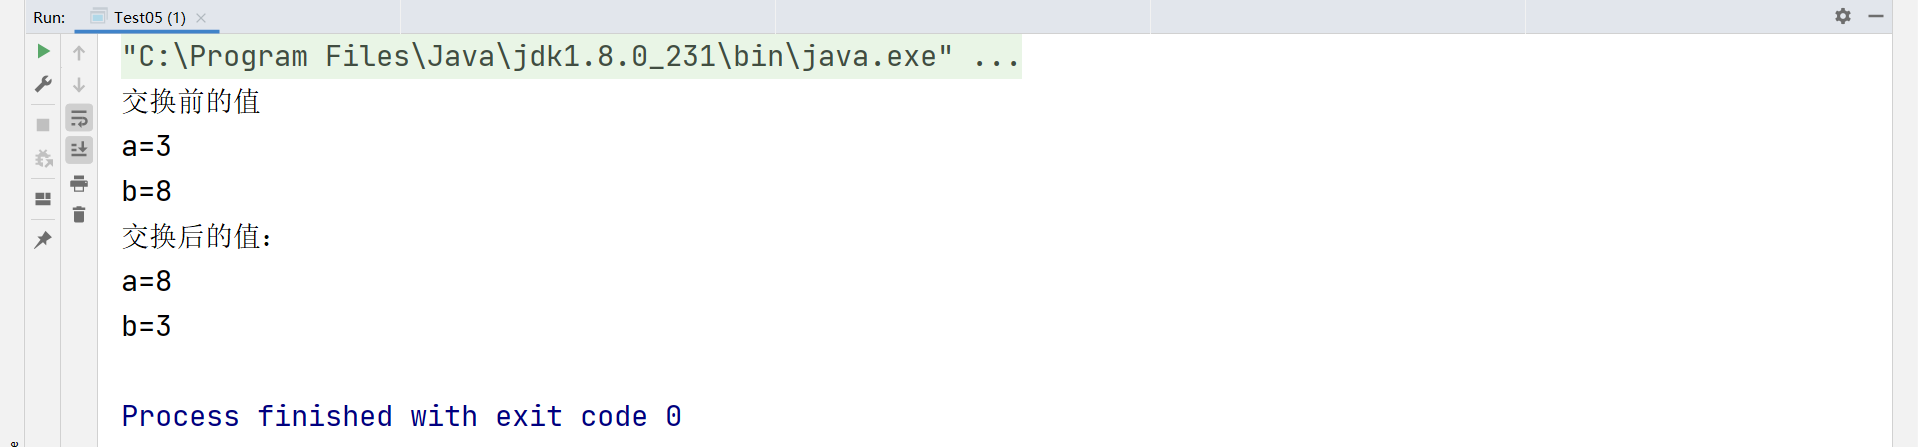 Run: Test05 (1)
"C:\Program Files\Java\jdk1.8.0_231\bin\java.exe" ...
交换前的值
a=3
b=8
交换后的值：
a=8
b=3
Process finished with exit code 0